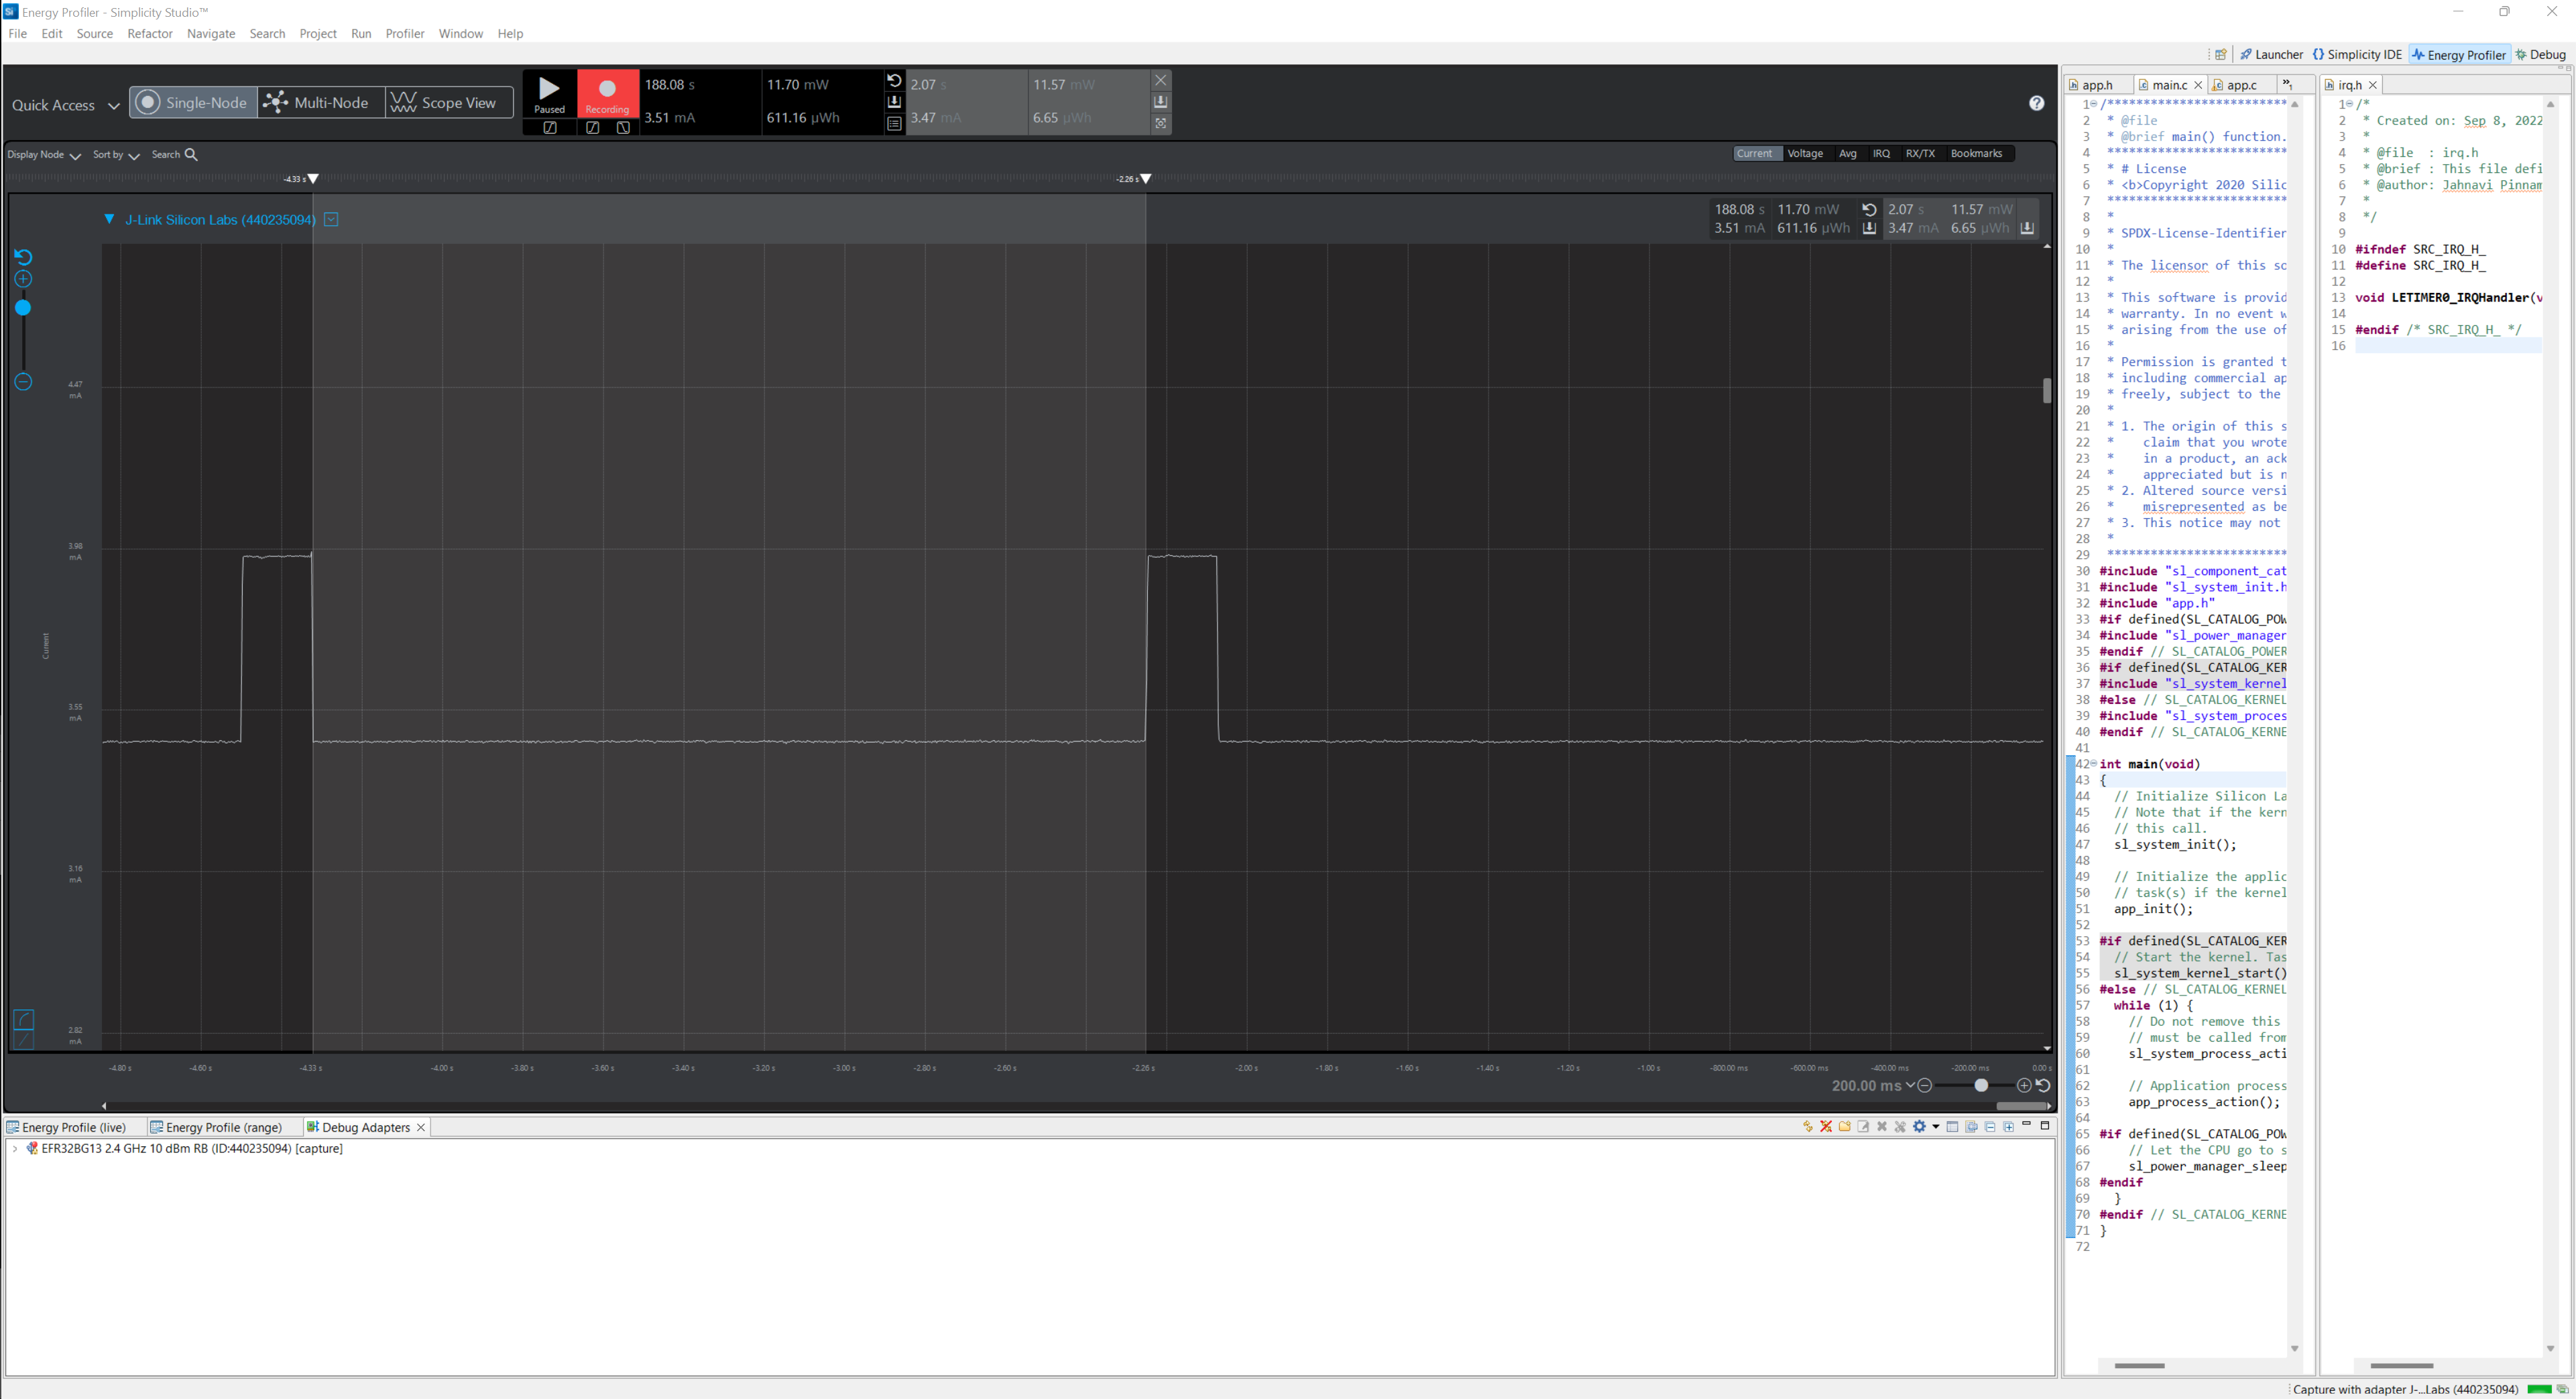 Energy Profiler - Simplicity Studio™
File Edit Source Refactor Navigate Search Project Run Profiler Window Help
Launcher Simplicity IDE Energy Profiler Debug
Quick Access Single-Node Multi-Node Scope View
Paused Recording
188.08 s 11.70 mW 2.07 s 11.57 mW
3.51 mA 611.16 µWh 3.47 mA 6.65 µWh
Display Node Sort by Search
Current Voltage Avg IRQ RX/TX Bookmarks
-4.33 s -2.26 s
J-Link Silicon Labs (440235094)
188.08 s 11.70 mW 2.07 s 11.57 mW
3.51 mA 611.16 µWh 3.47 mA 6.65 µWh
4.47
mA
3.98
mA
Current
3.55
mA
3.16
mA
2.82
mA
-4.80 s -4.60 s -4.33 s -4.00 s -3.80 s -3.60 s -3.40 s -3.20 s -3.00 s -2.80 s -2.60 s -2.26 s -2.00 s -1.80 s -1.60 s -1.40 s -1.20 s -1.00 s -800.00 ms -600.00 ms -400.00 ms -200.00 ms 0.00 s
200.00 ms
Energy Profile (live) Energy Profile (range) Debug Adapters
EFR32BG13 2.4 GHz 10 dBm RB (ID:440235094) [capture]
app.h main.c app.c
1 /**************************
2 * @file
3 * @brief main() function.
4 **************************
5 * # License
6 * <b>Copyright 2020 Silic
7 **************************
8 *
9 * SPDX-License-Identifier
10 *
11 * The licensor of this so
12 *
13 * This software is provid
14 * warranty. In no event w
15 * arising from the use of
16 *
17 * Permission is granted t
18 * including commercial ap
19 * freely, subject to the
20 *
21 * 1. The origin of this s
22 * claim that you wrote
23 * in a product, an ack
24 * appreciated but is n
25 * 2. Altered source versi
26 * misrepresented as be
27 * 3. This notice may not
28 *
29 **************************
30 #include "sl_component_cat
31 #include "sl_system_init.h
32 #include "app.h"
33 #if defined(SL_CATALOG_POW
34 #include "sl_power_manager
35 #endif // SL_CATALOG_POWER
36 #if defined(SL_CATALOG_KER
37 #include "sl_system_kernel
38 #else // SL_CATALOG_KERNEL
39 #include "sl_system_proces
40 #endif // SL_CATALOG_KERNE
41
42 int main(void)
43 {
44 // Initialize Silicon La
45 // Note that if the kern
46 // this call.
47 sl_system_init();
48
49 // Initialize the applic
50 // task(s) if the kernel
51 app_init();
52
53 #if defined(SL_CATALOG_KER
54 // Start the kernel. Tas
55 sl_system_kernel_start()
56 #else // SL_CATALOG_KERNEL
57 while (1) {
58 // Do not remove this
59 // must be called from
60 sl_system_process_acti
61
62 // Application process
63 app_process_action();
64
65 #if defined(SL_CATALOG_POW
66 // Let the CPU go to s
67 sl_power_manager_sleep
68 #endif
69 }
70 #endif // SL_CATALOG_KERNE
71 }
72
irq.h
1 /*
2 * Created on: Sep 8, 2022
3 *
4 * @file : irq.h
5 * @brief : This file defi
6 * @author: Jahnavi Pinnam
7 *
8 */
9
10 #ifndef SRC_IRQ_H_
11 #define SRC_IRQ_H_
12
13 void LETIMER0_IRQHandler(v
14
15 #endif /* SRC_IRQ_H_ */
16
Capture with adapter J-...Labs (440235094)